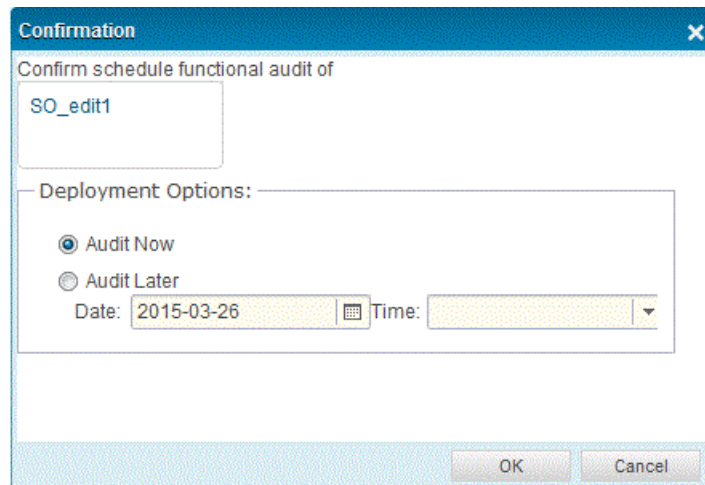 Confirmation
Confirm schedule functional audit of
SO_edit1
Deployment Options:
Audit Now
Audit Later
Date: 2015-03-26 Time:
OK Cancel